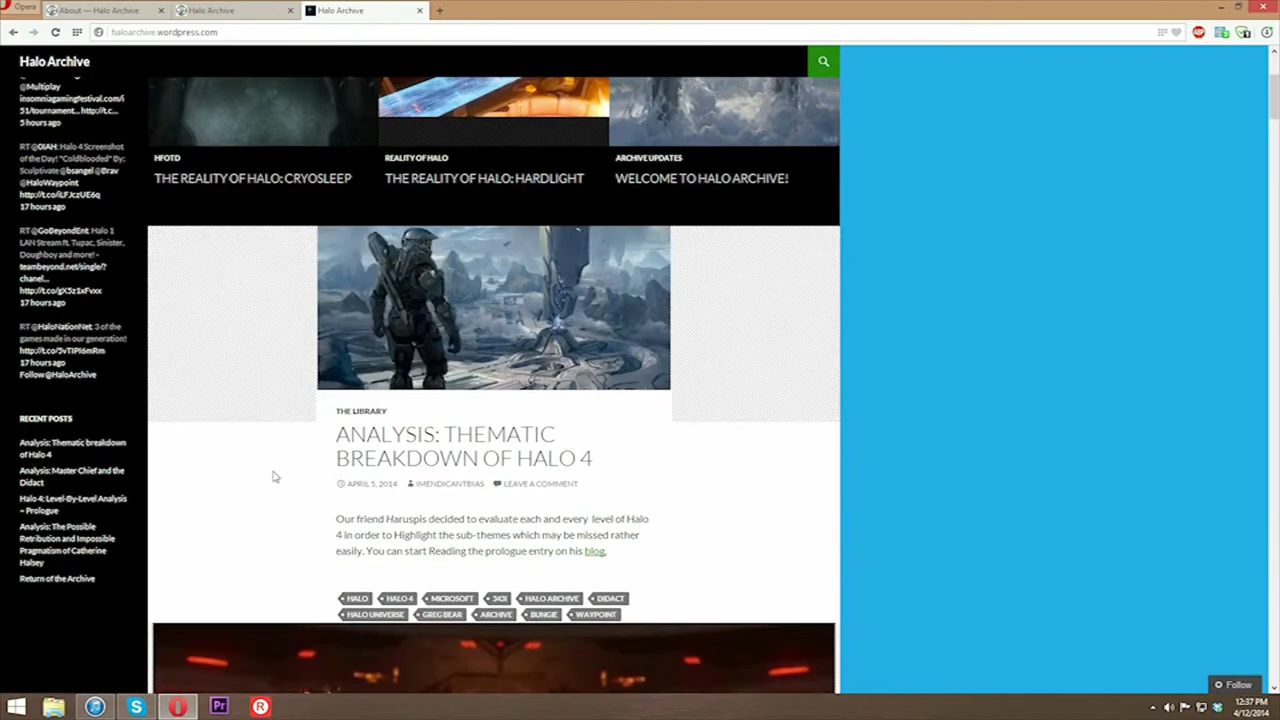 Opera
About — Halo Archive
Halo Archive
Halo Archive
haloarchive.wordpress.com
Halo Archive
@Multiplay
insomniagamingfestival.com/i
51/tournament... http://t.c...
5 hours ago
RT @0IAH: Halo 4 Screenshot
of the Day! "Coldblooded" By:
Sculptivate @bsangel @Brav
@HaloWaypoint
http://t.co/iLFJczUE6q
17 hours ago
RT @GoBeyondEnt: Halo 1
LAN Stream ft. Tupac, Sinister,
Doughboy and more! -
teambeyond.net/single/?
chanel...
http://t.co/gX5z1xFvxx
17 hours ago
RT @HaloNationNet: 3 of the
games made in our generation!
http://t.co/5vTIPI6mRm
17 hours ago
Follow @HaloArchive
RECENT POSTS
Analysis: Thematic breakdown
of Halo 4
Analysis: Master Chief and the
Didact
Halo 4: Level-By-Level Analysis
– Prologue
Analysis: The Possible
Retribution and Impossible
Pragmatism of Catherine
Halsey
Return of the Archive
HFOTD
THE REALITY OF HALO: CRYOSLEEP
REALITY OF HALO
THE REALITY OF HALO: HARDLIGHT
ARCHIVE UPDATES
WELCOME TO HALO ARCHIVE!
THE LIBRARY
ANALYSIS: THEMATIC
BREAKDOWN OF HALO 4
APRIL 5, 2014 IMENDICANTBIAS LEAVE A COMMENT
Our friend Haruspis decided to evaluate each and every level of Halo
4 in order to Highlight the sub-themes which may be missed rather
easily. You can start Reading the prologue entry on his blog.
HALO HALO 4 MICROSOFT 343I HALO ARCHIVE DIDACT
HALO UNIVERSE GREG BEAR ARCHIVE BUNGIE WAYPOINT
Follow
Pr
12:37 PM
4/12/2014